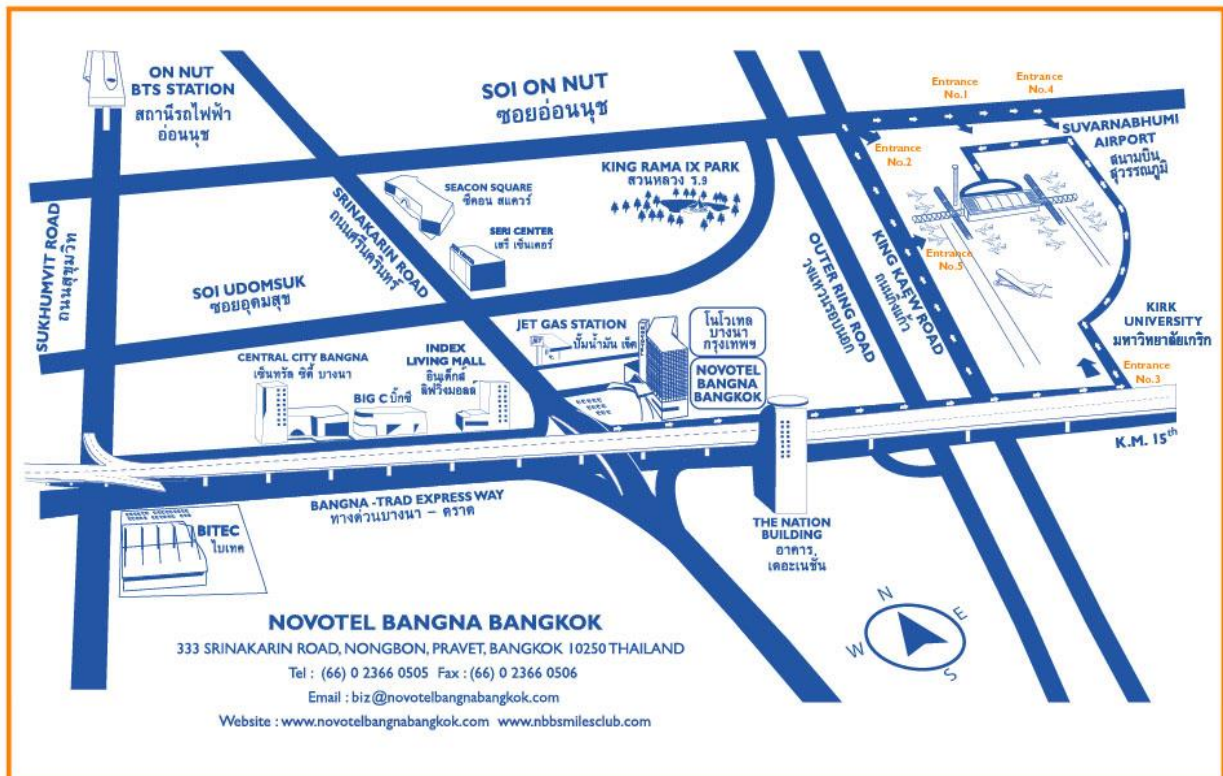 ON NUT
BTS STATION
สถานีรถไฟฟ้า
อ่อนนุช
SOI ON NUT
ซอยอ่อนนุช
Entrance
No.1
Entrance
No.4
SUVARNABHUMI
AIRPORT
สนามบิน
สุวรรณภูมิ
Entrance
No.2
KING RAMA IX PARK
สวนหลวง ร.9
SEACON SQUARE
ซีคอน สแควร์
SERI CENTER
เสรี เซ็นเตอร์
SRINAKARIN ROAD
ถนนศรีนครินทร์
SUKHUMVIT ROAD
ถนนสุขุมวิท
SOI UDOMSUK
ซอยอุดมสุข
OUTER RING ROAD
วงแหวนรอบนอก
KING KAEW ROAD
ถนนกิ่งแก้ว
Entrance
No.5
KIRK
UNIVERSITY
มหาวิทยาลัยเกริก
Entrance
No.3
JET GAS STATION
ปั๊มน้ำมัน เจ็ต
โนโวเทล
บางนา
กรุงเทพฯ
NOVOTEL
BANGNA
BANGKOK
CENTRAL CITY BANGNA
เซ็นทรัล ซิตี้ บางนา
BIG C บิ๊กซี
INDEX
LIVING MALL
อินเด็กส์
ลิฟวิ่งมอลล์
K.M. 15th
BANGNA -TRAD EXPRESS WAY
ทางด่วนบางนา – ตราด
BITEC
ไบเทค
THE NATION
BUILDING
อาคาร
เดอะเนชั่น
N
E
W
S
NOVOTEL BANGNA BANGKOK
333 SRINAKARIN ROAD, NONGBON, PRAVET, BANGKOK 10250 THAILAND
Tel : (66) 0 2366 0505 Fax : (66) 0 2366 0506
Email : biz@novotelbangnabangkok.com
Website : www.novotelbangnabangkok.com www.nbbsmilesclub.com